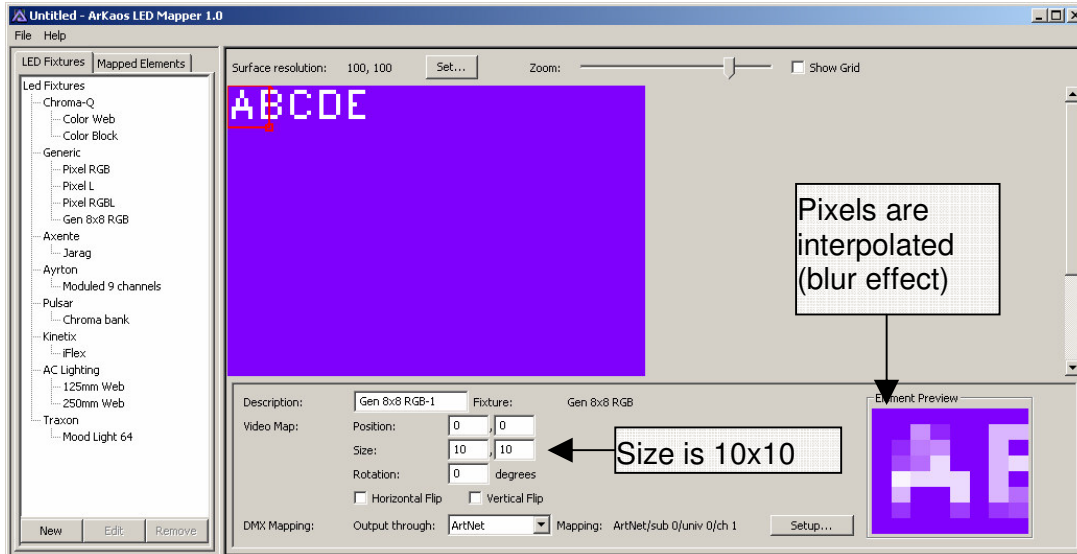 Untitled - ArKaos LED Mapper 1.0
File Help
LED Fixtures Mapped Elements
Led Fixtures
Chroma-Q
Color Web
Color Block
Generic
Pixel RGB
Pixel L
Pixel RGBL
Gen 8x8 RGB
Axente
Jarag
Ayrton
Moduled 9 channels
Pulsar
Chroma bank
Kinetix
iFlex
AC Lighting
125mm Web
250mm Web
Traxon
Mood Light 64
New Edit Remove
Surface resolution: 100, 100 Set... Zoom: Show Grid
ABCDE
Pixels are
interpolated
(blur effect)
Description: Gen 8x8 RGB-1 Fixture: Gen 8x8 RGB
Video Map: Position: 0 , 0
Size: 10 , 10
Rotation: 0 degrees
Horizontal Flip Vertical Flip
DMX Mapping: Output through: ArtNet Mapping: ArtNet/sub 0/univ 0/ch 1 Setup...
Size is 10x10
Element Preview
A E